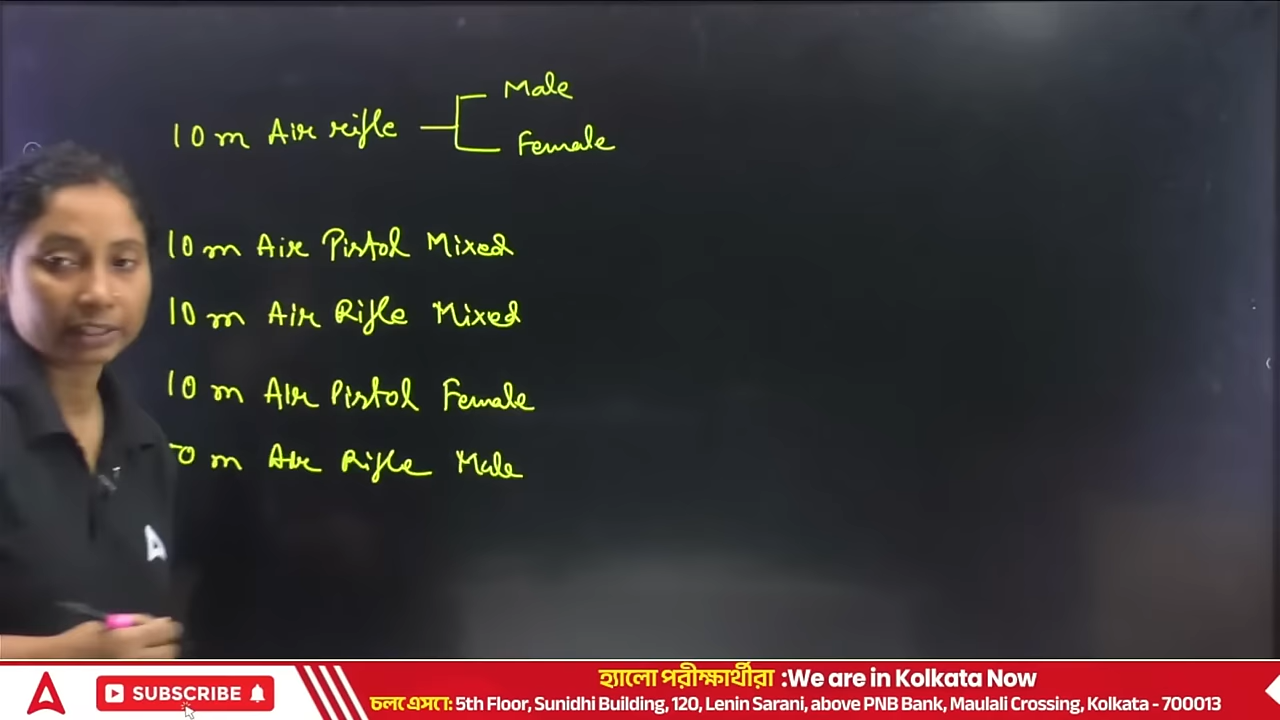 Male
10 m Air rifle
Female
10 m Air Pistol Mixed
10 m Air Rifle Mixed
10 m Air Pistol Female
0 m Air Rifle Male
SUBSCRIBE
হ্যালো পরীক্ষার্থীরা :We are in Kolkata Now
চলে এসো: 5th Floor, Sunidhi Building, 120, Lenin Sarani, above PNB Bank, Maulali Crossing, Kolkata - 700013